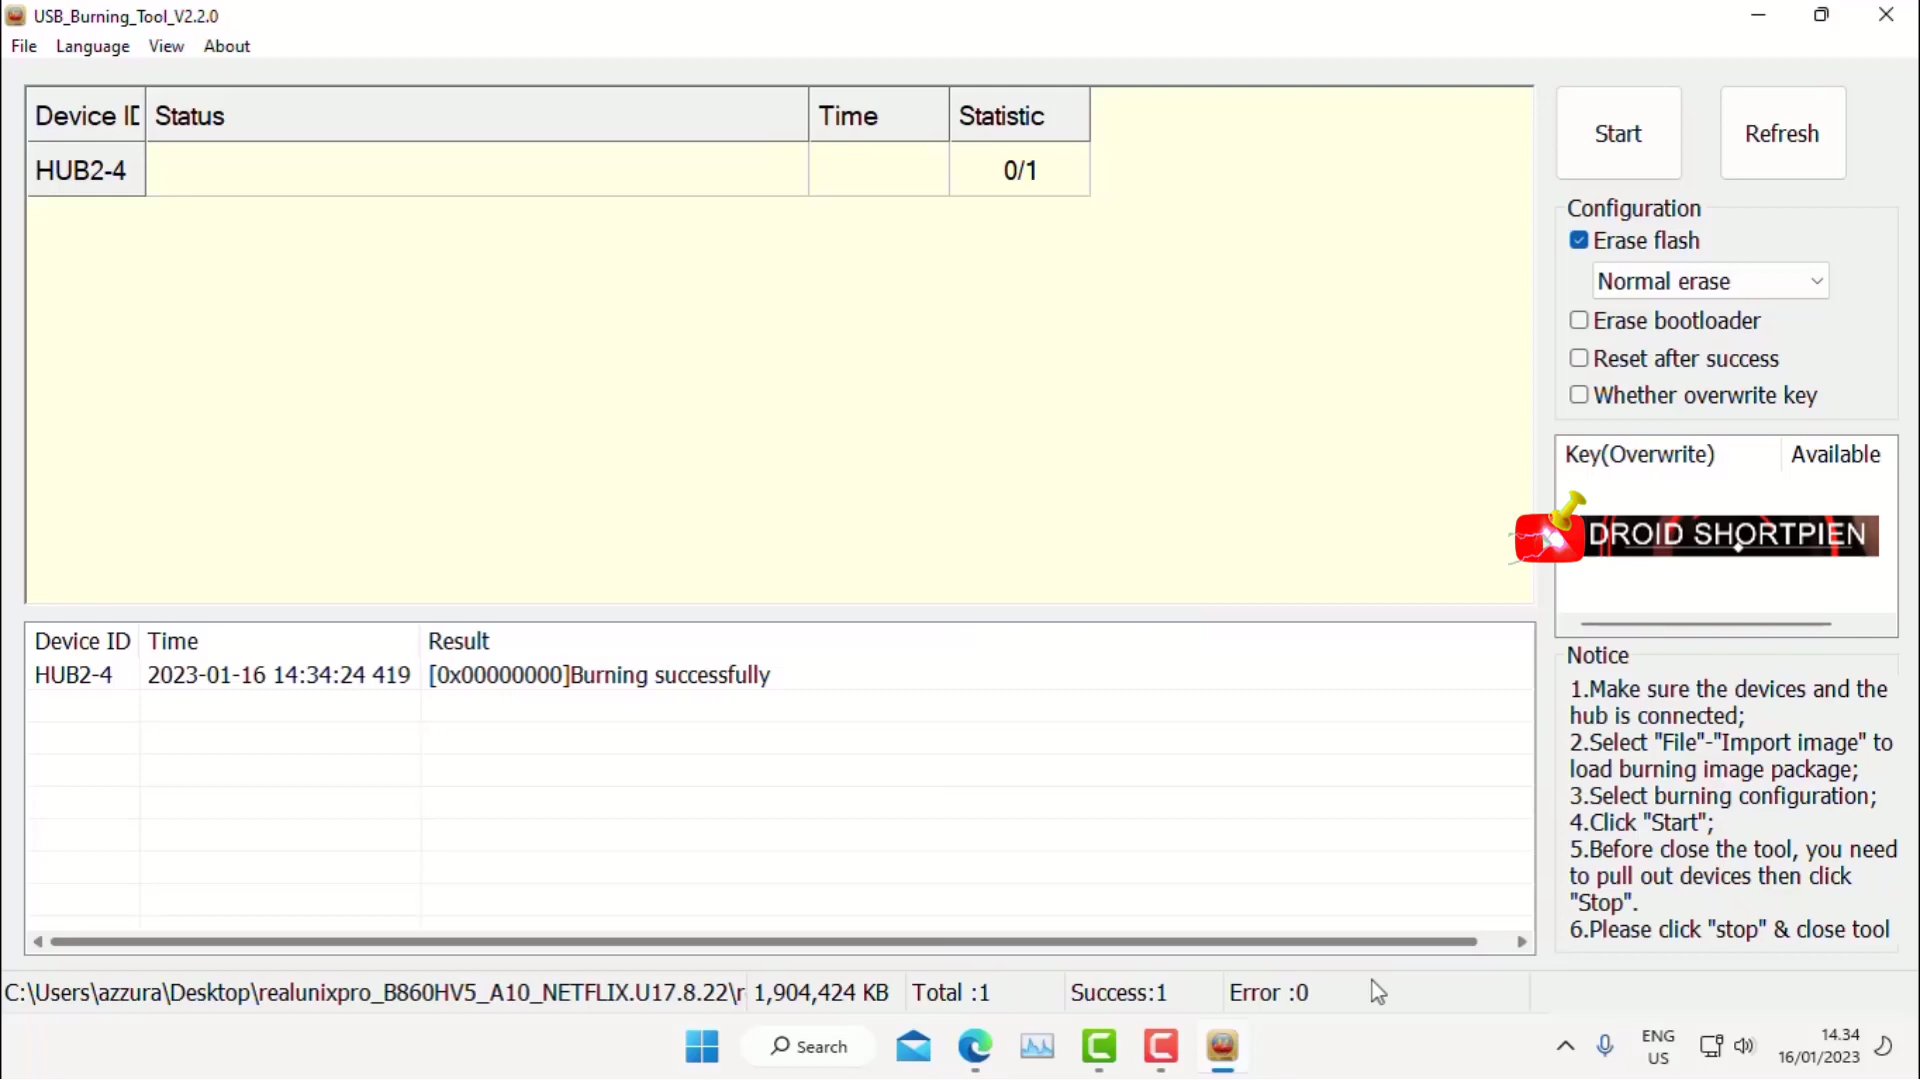 USB_Burning_Tool_V2.2.0
File Language View About
Device ID Status Time Statistic
HUB2-4 0/1
Start Refresh
Configuration
Erase flash
Normal erase
Erase bootloader
Reset after success
Whether overwrite key
Key(Overwrite) Available
DROID SHORTPIEN
Device ID Time Result
HUB2-4 2023-01-16 14:34:24 419 [0x00000000]Burning successfully
Notice
1.Make sure the devices and the
hub is connected;
2.Select "File"-"Import image" to
load burning image package;
3.Select burning configuration;
4.Click "Start";
5.Before close the tool, you need
to pull out devices then click
"Stop".
6.Please click "stop" & close tool
C:\Users\azzura\Desktop\realunixpro_B860HV5_A10_NETFLIX.U17.8.22\r 1,904,424 KB Total :1 Success:1 Error :0
Search
ENG
US
14.34
16/01/2023